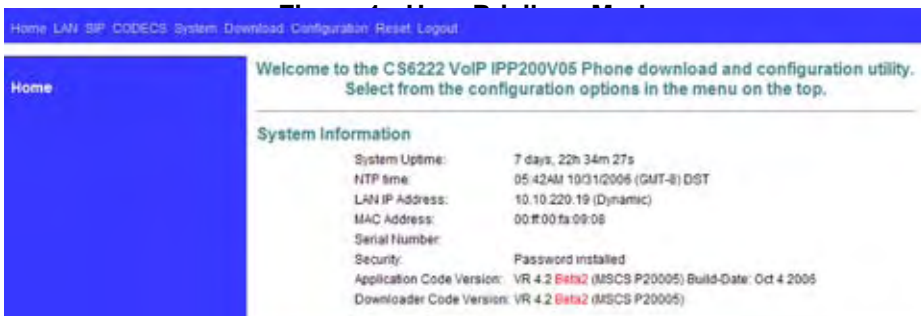 Home LAN SIP CODECS System Download Configuration Reset Logout
Home
Welcome to the CS6222 VoIP IPP200V05 Phone download and configuration utility.
Select from the configuration options in the menu on the top.
System Information
System Uptime: 7 days, 22h 34m 27s
NTP time: 05:42AM 10/31/2006 (GMT-8) DST
LAN IP Address: 10.10.220.19 (Dynamic)
MAC Address: 00:ff:00:fa:09:08
Serial Number:
Security: Password installed
Application Code Version: VR 4.2 Beta2 (MSCS P20005) Build-Date: Oct 4 2006
Downloader Code Version: VR 4.2 Beta2 (MSCS P20005)